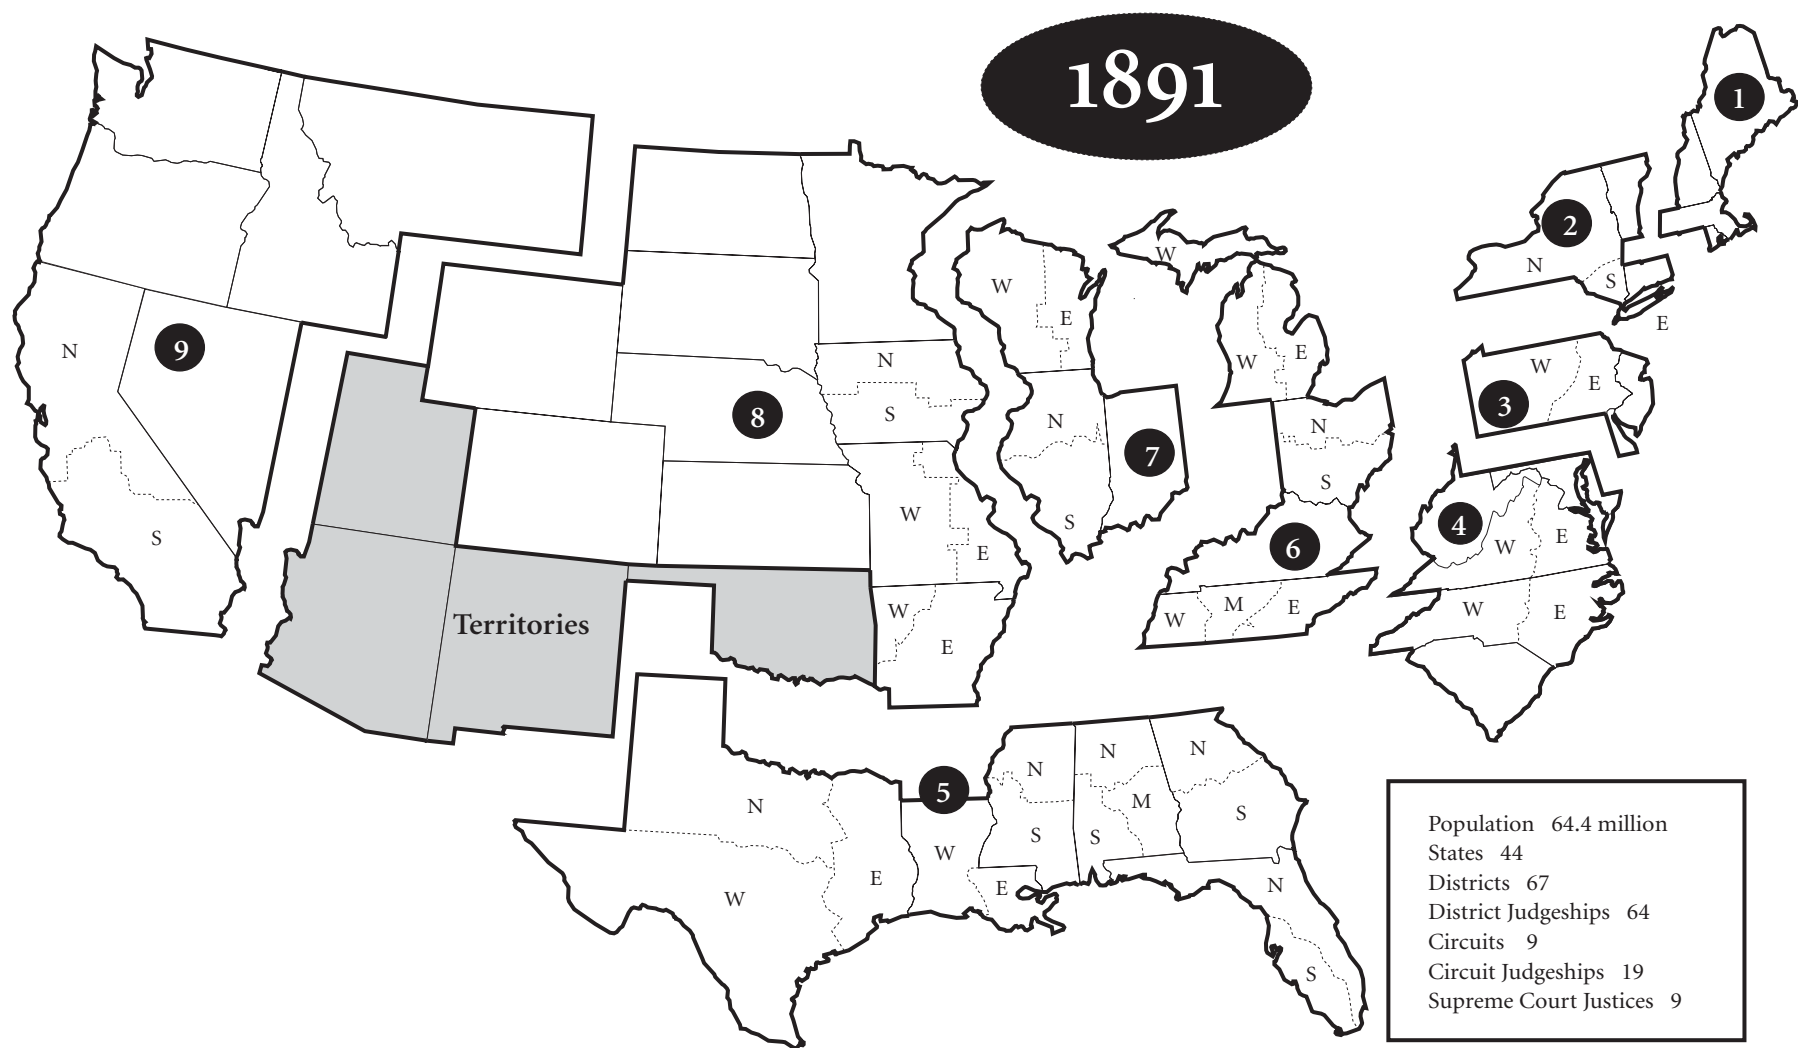 1891
1
2
N
S
E
W
W
E
W
E
N
9
N
S
8
N
7
W
E
3
N
S
W
E
N
S
W
E
6
4
W
E
S
W
E
Territories
W
M
E
W
E
5
N
N
N
N
M
S
S
S
W
E
W
E
N
S
Population 64.4 million
States 44
Districts 67
District Judgeships 64
Circuits 9
Circuit Judgeships 19
Supreme Court Justices 9